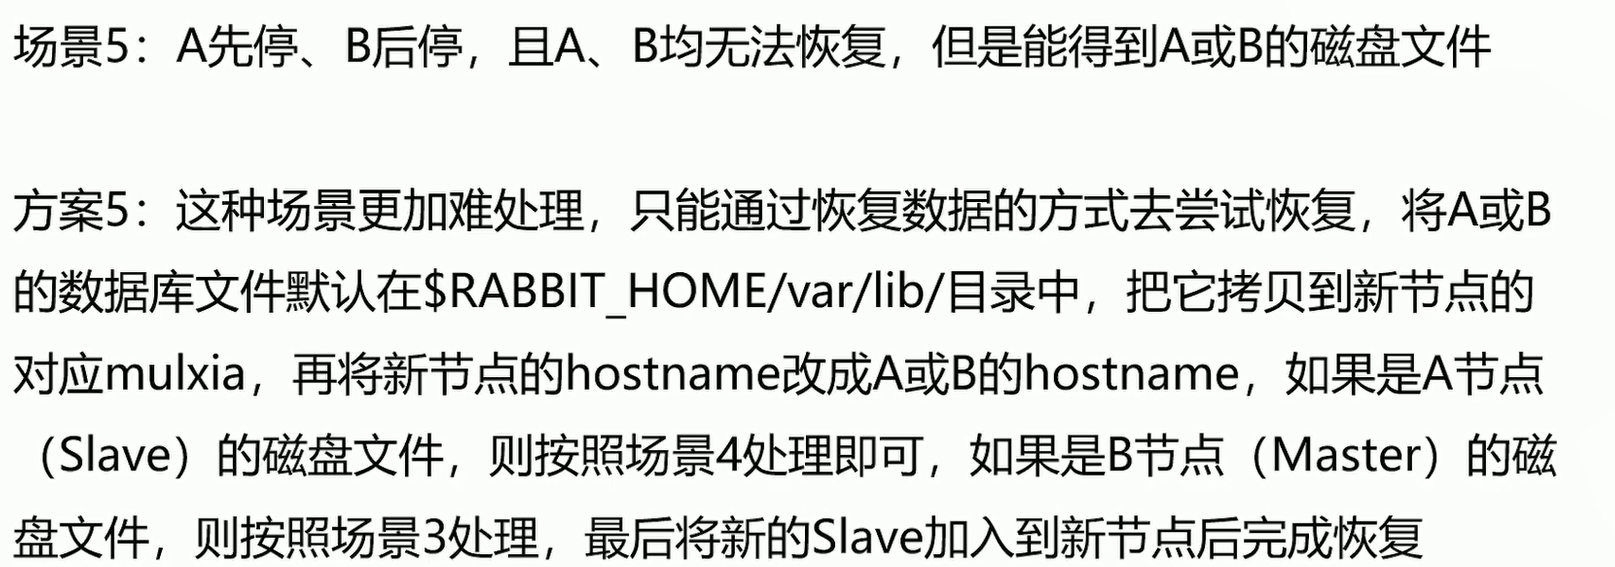 场景5：A先停、B后停，且A、B均无法恢复，但是能得到A或B的磁盘文件
方案5：这种场景更加难处理，只能通过恢复数据的方式去尝试恢复，将A或B
的数据库文件默认在$RABBIT_HOME/var/lib/目录中，把它拷贝到新节点的
对应mulxia，再将新节点的hostname改成A或B的hostname，如果是A节点
（Slave）的磁盘文件，则按照场景4处理即可，如果是B节点（Master）的磁
盘文件，则按照场景3处理，最后将新的Slave加入到新节点后完成恢复